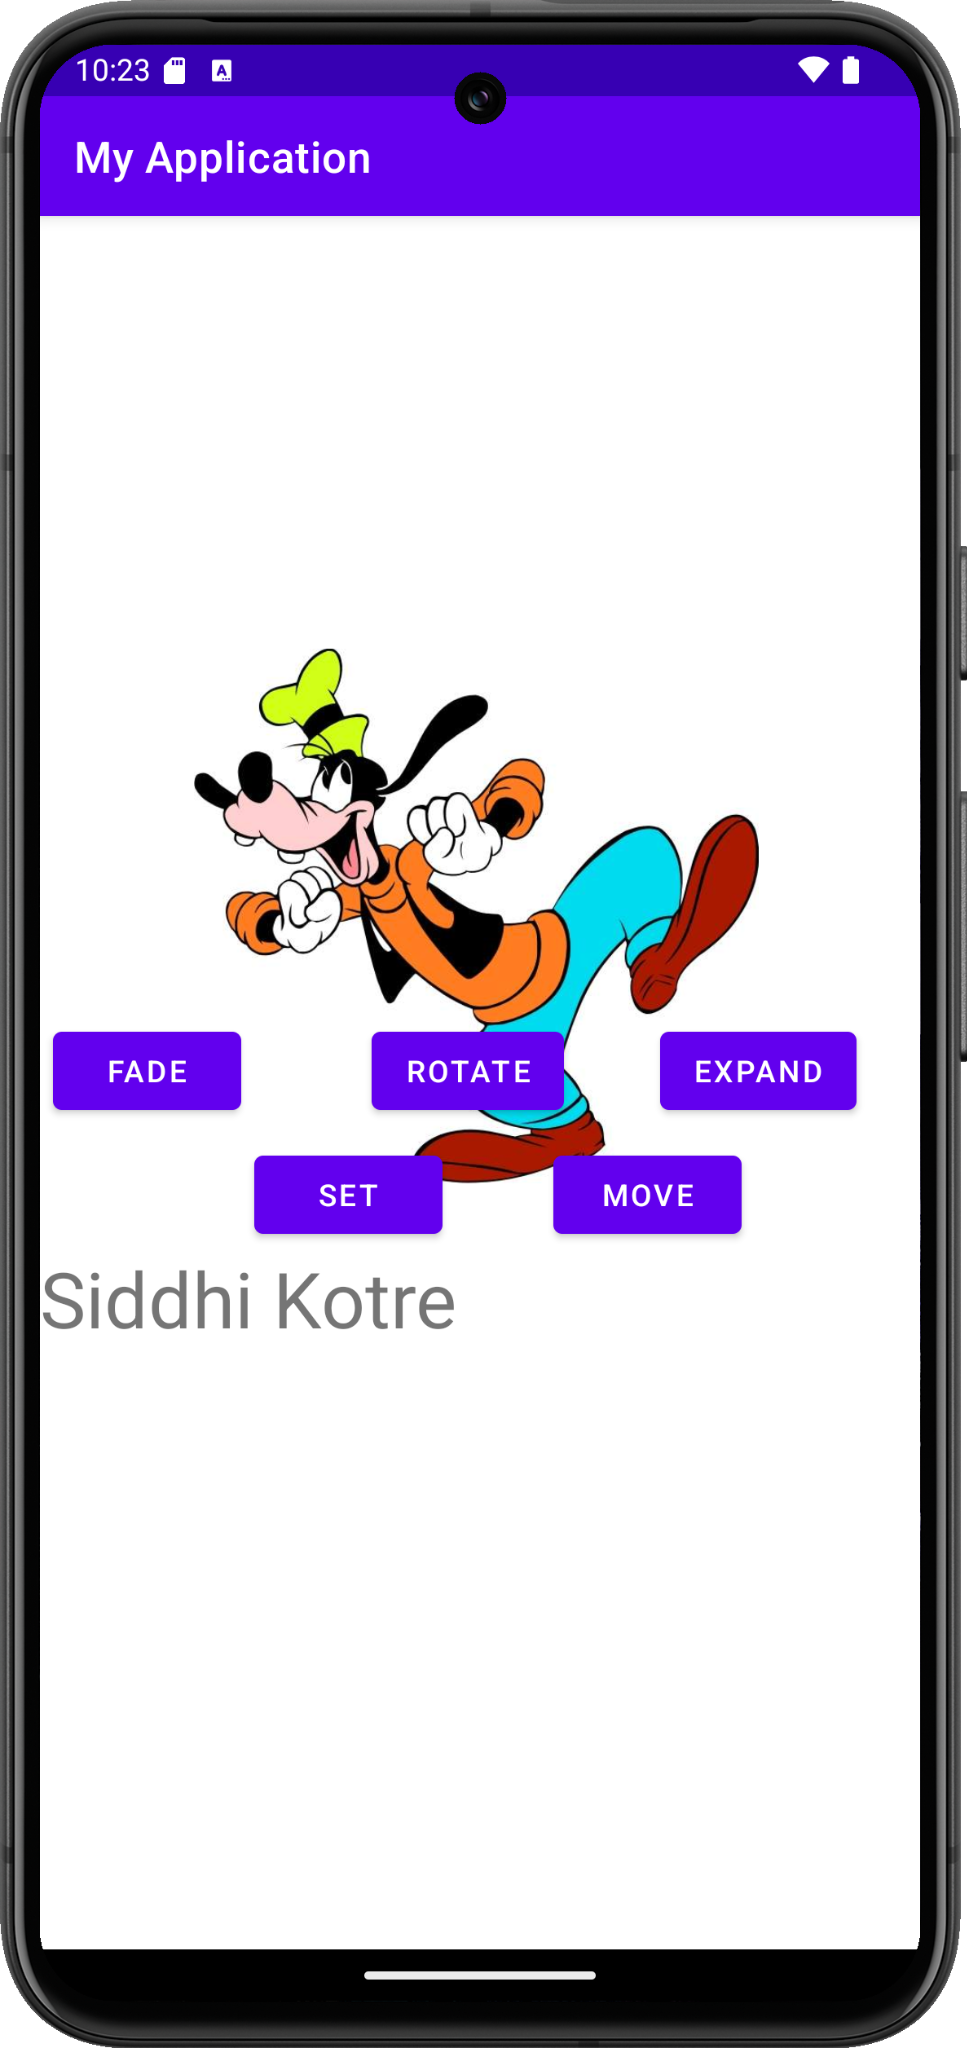 10:23
My Application
FADE ROTATE EXPAND
SET MOVE
Siddhi Kotre